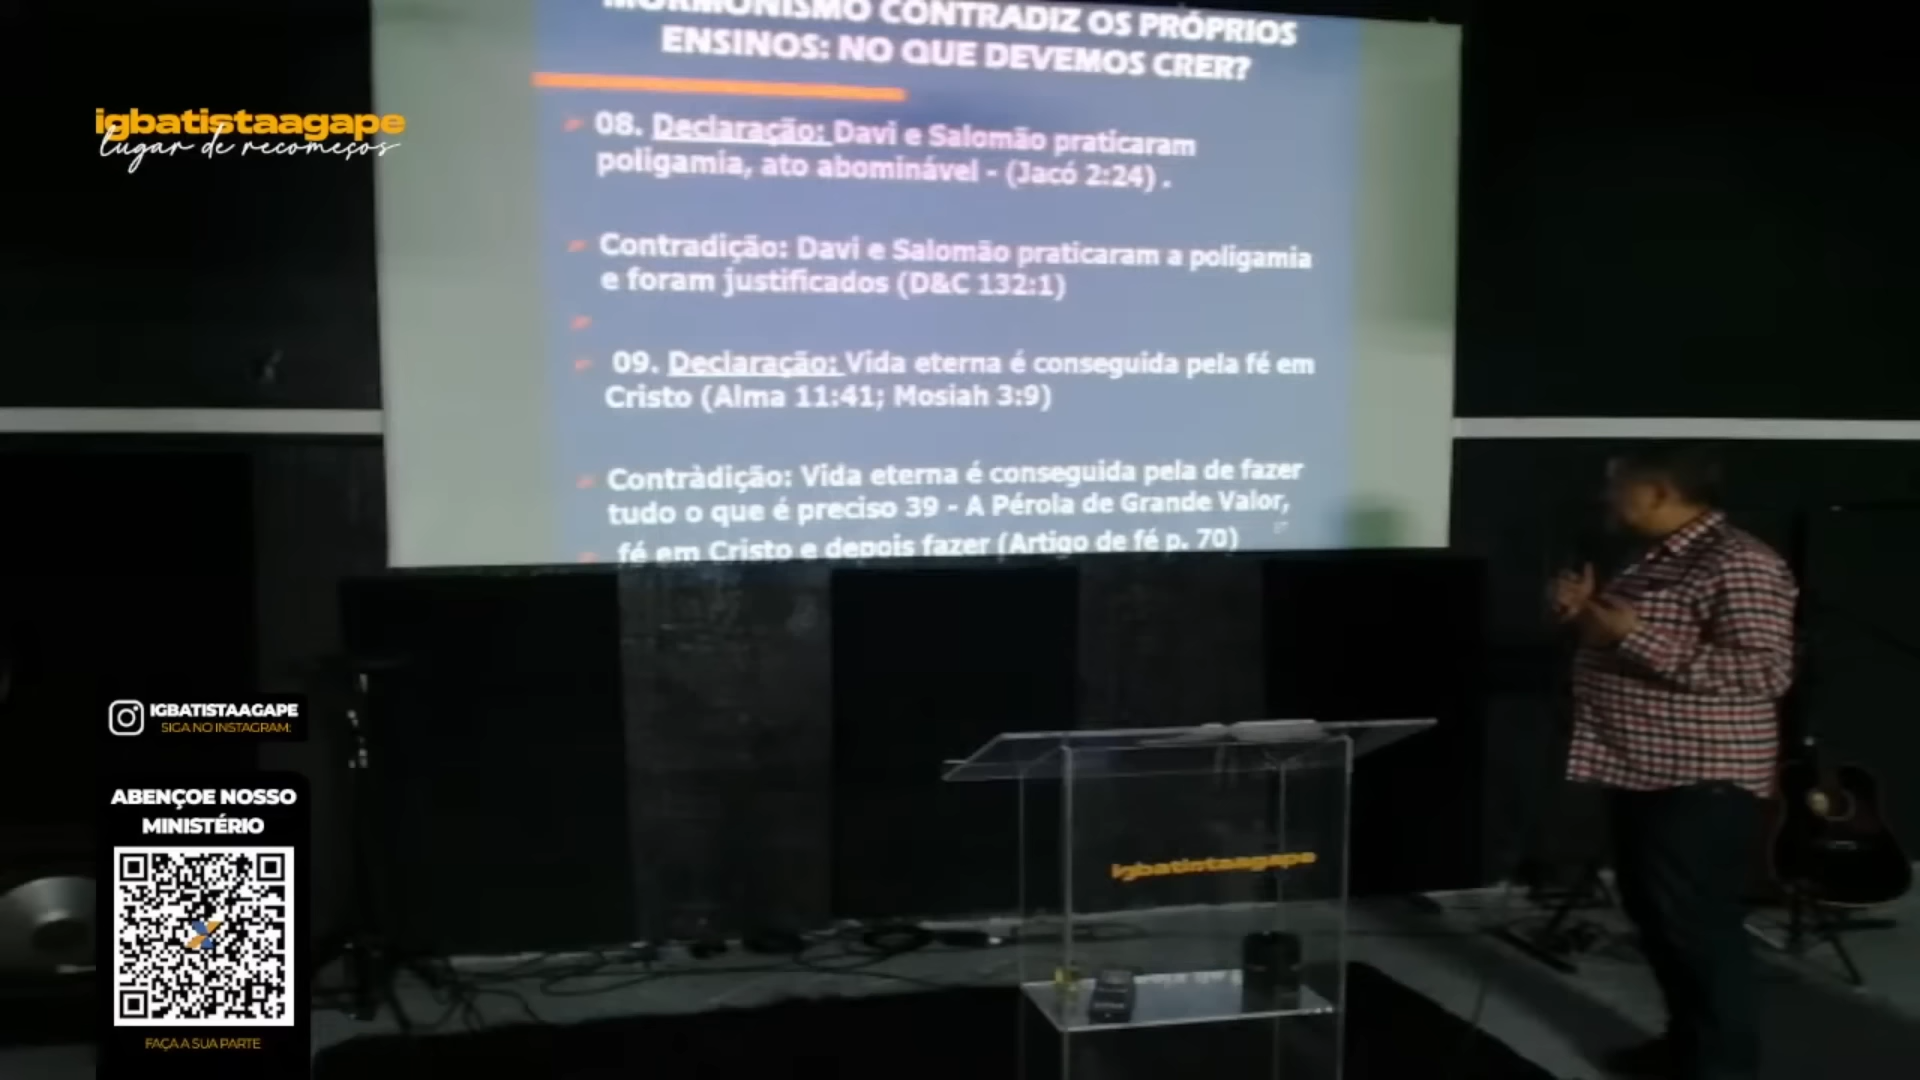 MORMONISMO CONTRADIZ OS PRÓPRIOS
ENSINOS: NO QUE DEVEMOS CRER?
08. Declaração: Davi e Salomão praticaram
poligamia, ato abominável - (Jacó 2:24) .
Contradição: Davi e Salomão praticaram a poligamia
e foram justificados (D&C 132:1)
09. Declaração: Vida eterna é conseguida pela fé em
Cristo (Alma 11:41; Mosiah 3:9)
Contràdição: Vida eterna é conseguida pela de fazer
tudo o que é preciso 39 - A Pérola de Grande Valor,
fé em Cristo e depois fazer (Artigo de fé p. 70)
igbatistaagape
lugar de recomeços
IGBATISTAAGAPE
SIGA NO INSTAGRAM:
ABENÇOE NOSSO
MINISTÉRIO
FAÇA A SUA PARTE
igbatistaagape